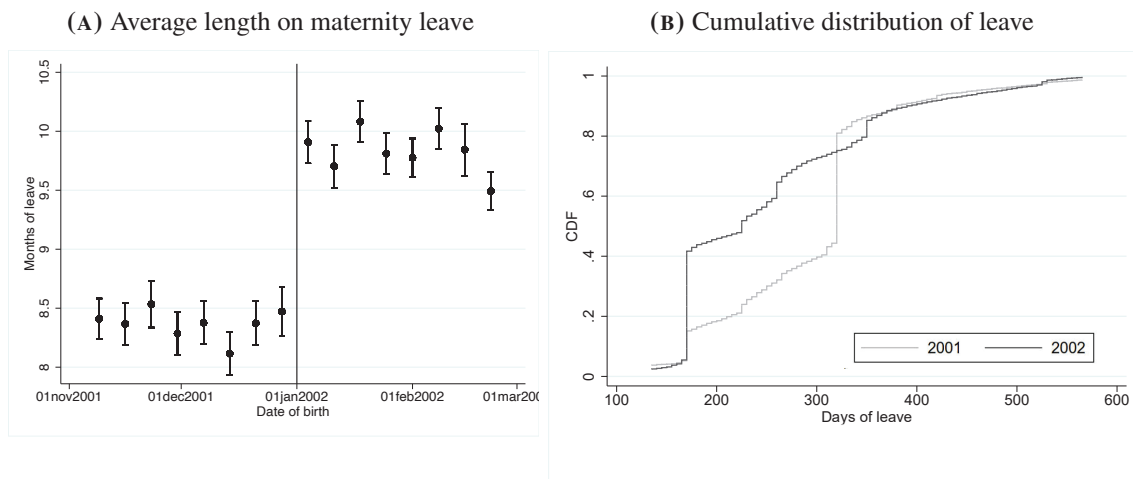 (A) Average length on maternity leave
10.5
10
9.5
9
8.5
8
Months of leave
01nov2001 01dec2001 01jan2002 01feb2002 01mar200
Date of birth
(B) Cumulative distribution of leave
1
.8
.6
.4
.2
0
CDF
2001 2002
100 200 300 400 500 600
Days of leave